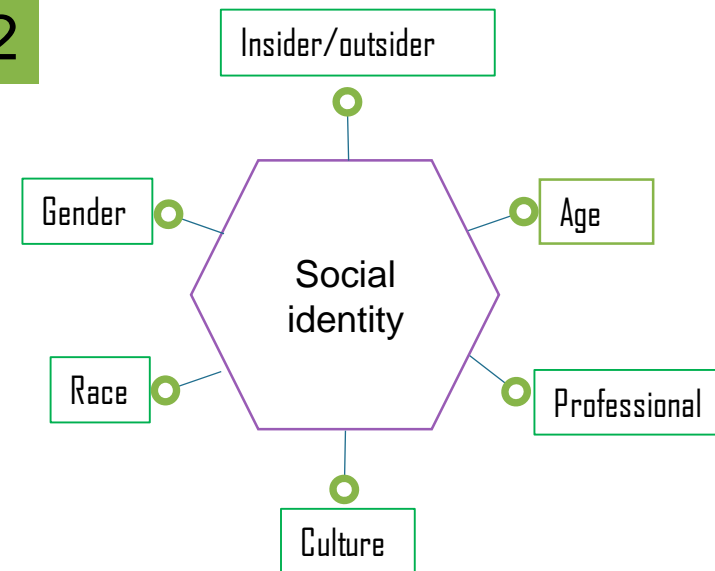 2
Insider/outsider
Gender
Age
Social
identity
Race
Professional
Culture